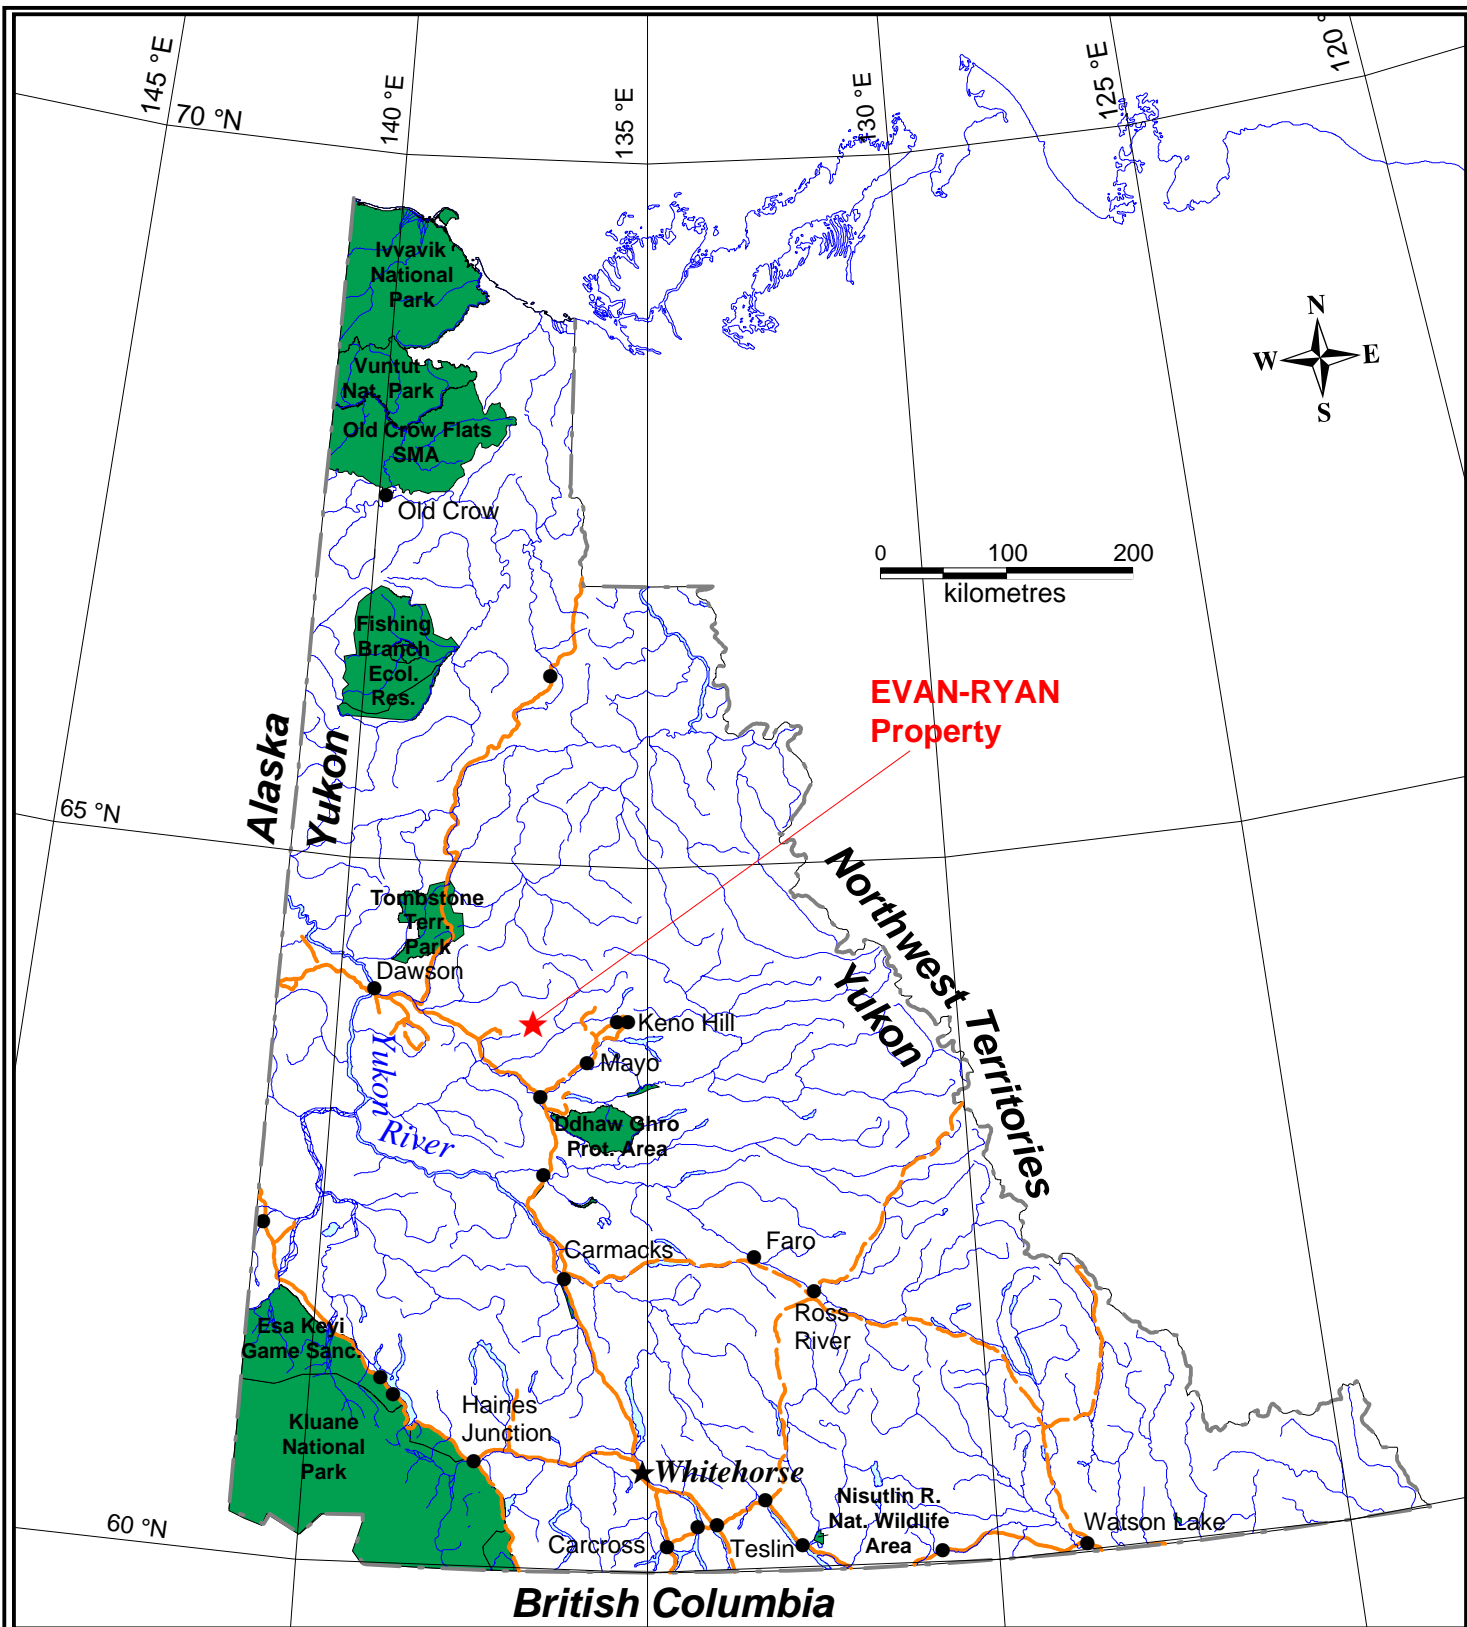 145 °E
140 °E
135 °E
130 °E
125 °E
120 °
70 °N
Ivvavik
National
Park
N
W
E
S
Vuntut
Nat. Park
Old Crow Flats
SMA
Old Crow
0 100 200
kilometres
Fishing
Branch
Ecol.
Res.
EVAN-RYAN
Property
Alaska
Yukon
65 °N
Northwest Territories
Yukon
Tombstone
Terr.
Park
Dawson
Keno Hill
Mayo
Yukon
River
Ddhaw Ghro
Prot. Area
Carmacks
Faro
Ross
River
Esa Keyi
Game Sanc.
Kluane
National
Park
Haines
Junction
Whitehorse
Nisutlin R.
Nat. Wildlife
Area
60 °N
Carcross
Teslin
Watson Lake
British Columbia